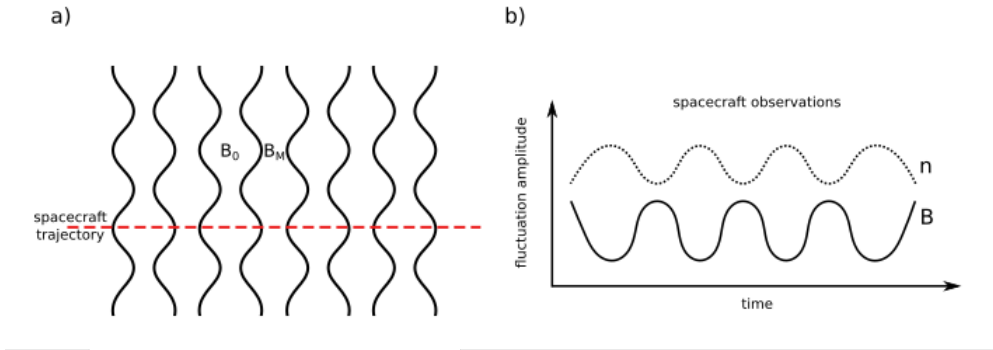 a)
B0
BM
spacecraft
trajectory
b)
spacecraft observations
fluctuation amplitude
n
B
time